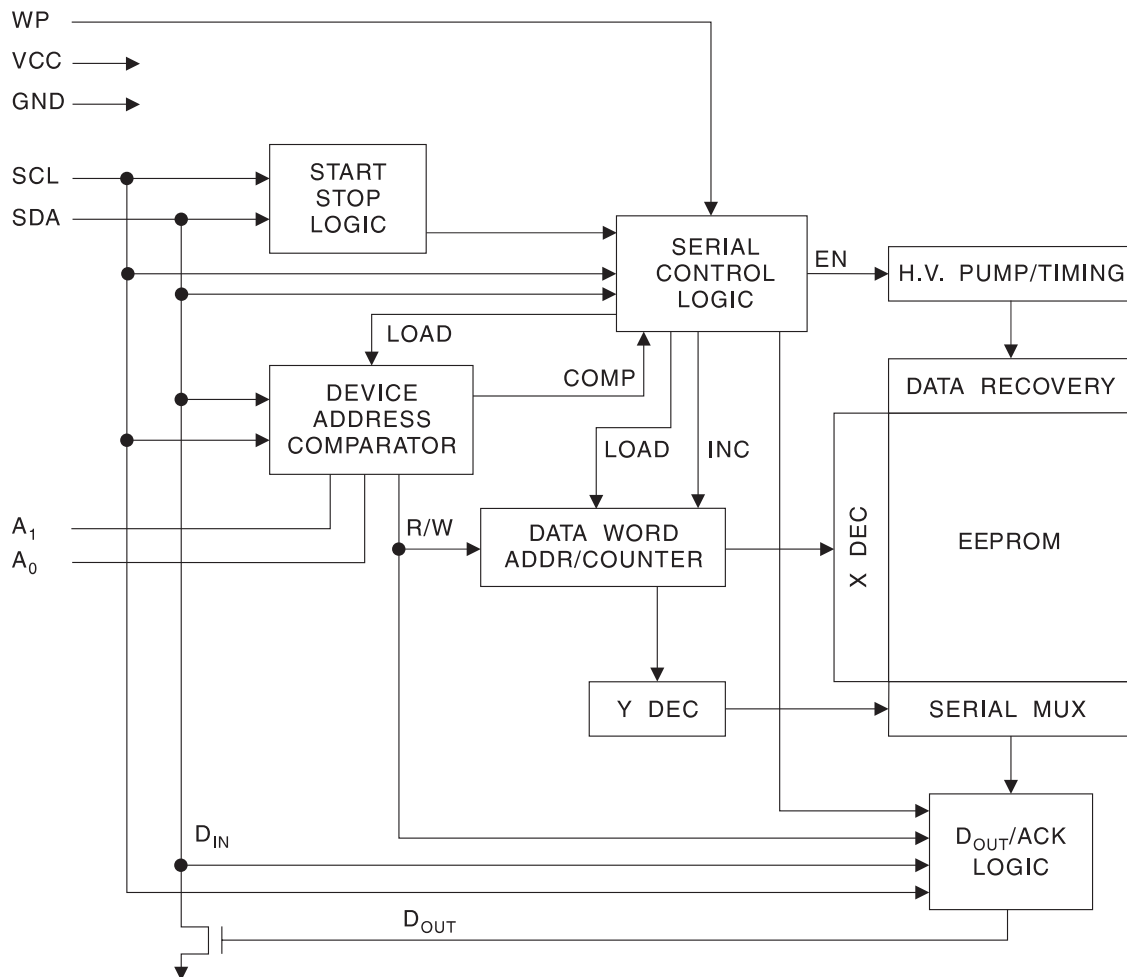 WP
VCC
GND
SCL
SDA
START
STOP
LOGIC
SERIAL
CONTROL
LOGIC
EN
H.V. PUMP/TIMING
LOAD
COMP
DATA RECOVERY
DEVICE
ADDRESS
COMPARATOR
LOAD
INC
A1
A0
R/W
DATA WORD
ADDR/COUNTER
X DEC
EEPROM
Y DEC
SERIAL MUX
DIN
DOUT/ACK
LOGIC
DOUT